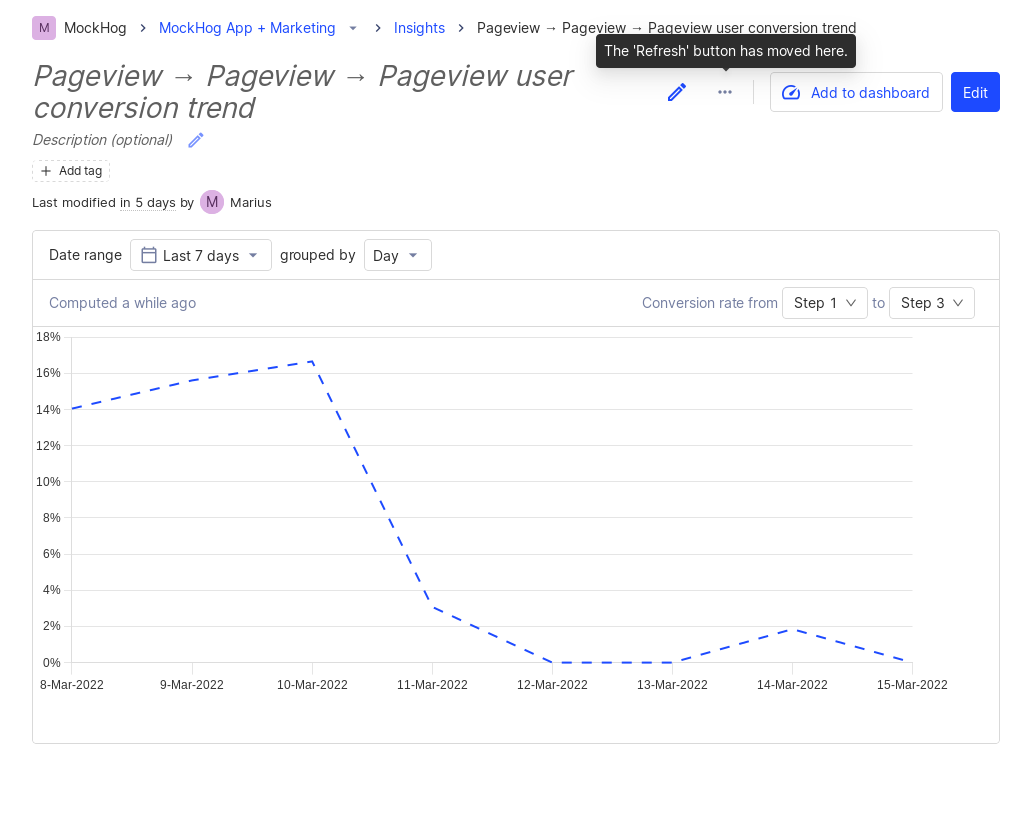 M MockHog > MockHog App + Marketing > Insights > Pageview → Pageview → Pageview user conversion trend
The 'Refresh' button has moved here.
Pageview → Pageview → Pageview user
conversion trend
Add to dashboard
Edit
Description (optional)
+ Add tag
Last modified in 5 days by M Marius
Date range Last 7 days grouped by Day
Computed a while ago
Conversion rate from Step 1 to Step 3
18%
16%
14%
12%
10%
8%
6%
4%
2%
0%
8-Mar-2022 9-Mar-2022 10-Mar-2022 11-Mar-2022 12-Mar-2022 13-Mar-2022 14-Mar-2022 15-Mar-2022